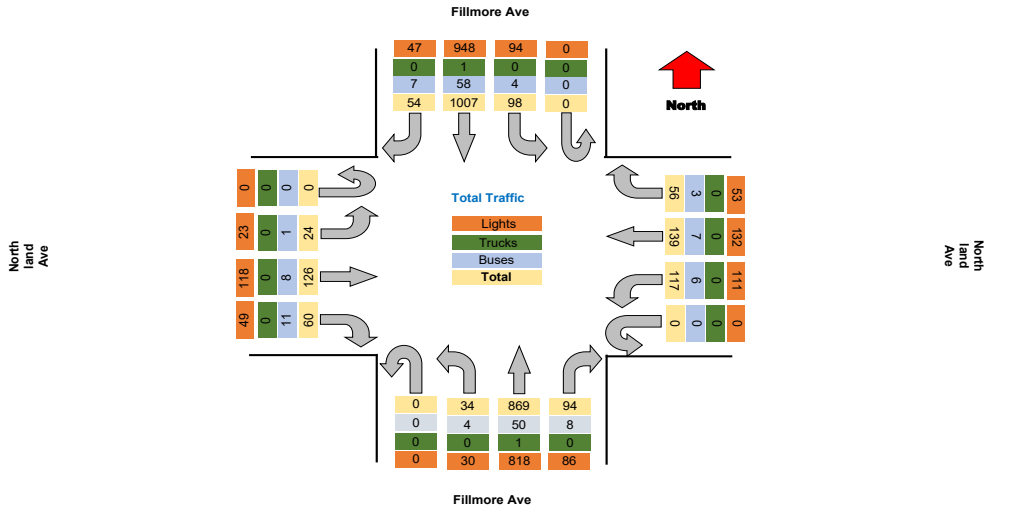 Fillmore Ave
47 948 94 0
0 1 0 0
7 58 4 0
54 1007 98 0
North
0 0 0 0
23 0 1 24
118 0 8 126
49 0 11 60
North
land
Ave
Total Traffic
Lights
Trucks
Buses
Total
56 3 0 53
139 7 0 132
117 6 0 111
0 0 0 0
North
land
Ave
0 34 869 94
0 4 50 8
0 0 1 0
0 30 818 86
Fillmore Ave